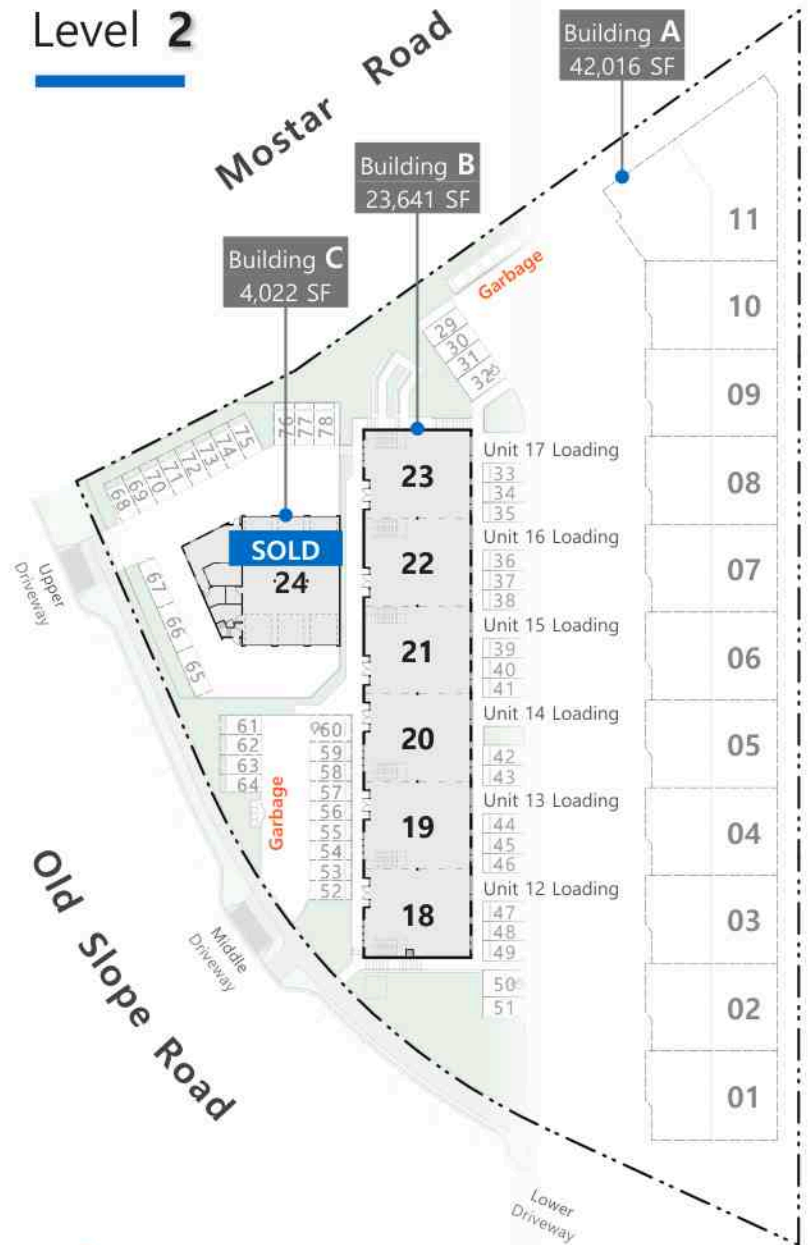 Level 2
Mostar Road
Building A
42,016 SF
Building B
23,641 SF
Building C
4,022 SF
Garbage
29
30
31
32
11
10
09
08
07
06
05
04
03
02
01
76
77
78
75
74
73
72
71
70
69
68
Upper
Driveway
67
66
65
SOLD
24
23
22
21
20
19
18
Unit 17 Loading
33
34
35
Unit 16 Loading
36
37
38
Unit 15 Loading
39
40
41
Unit 14 Loading
42
43
Unit 13 Loading
44
45
46
Unit 12 Loading
47
48
49
50
51
61
62
63
64
Garbage
60
59
58
57
56
55
54
53
52
Middle
Driveway
Old Slope Road
Lower
Driveway